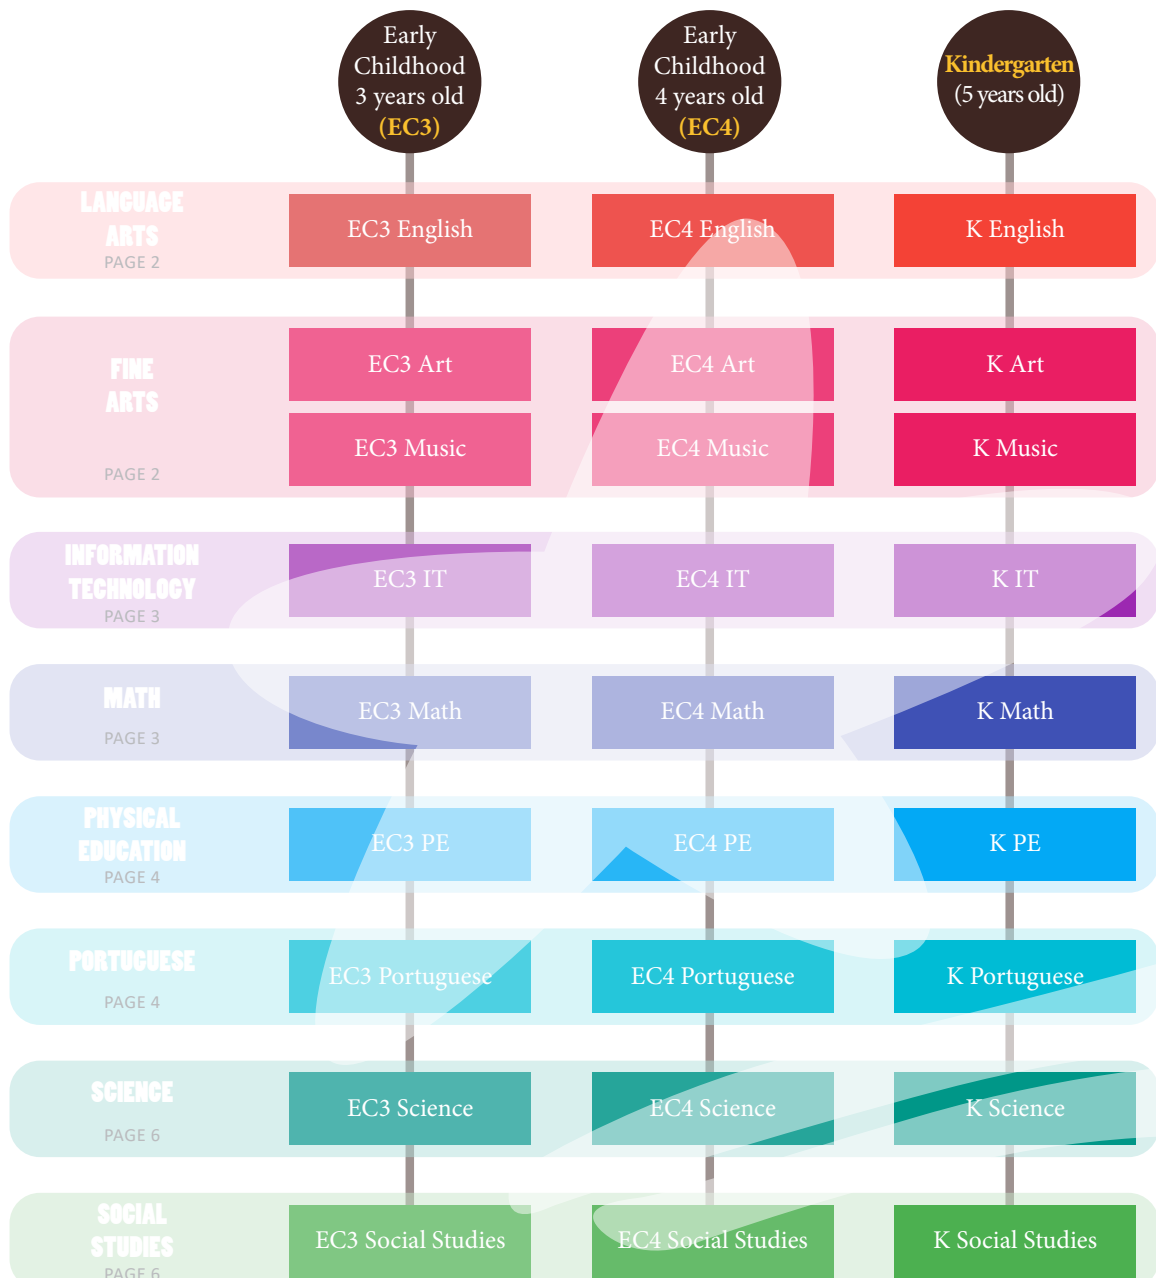 Early
Childhood
3 years old
(EC3)
Early
Childhood
4 years old
(EC4)
Kindergarten
(5 years old)
LANGUAGE
ARTS
PAGE 2
EC3 English
EC4 English
K English
FINE
ARTS
PAGE 2
EC3 Art
EC4 Art
K Art
EC3 Music
EC4 Music
K Music
INFORMATION
TECHNOLOGY
PAGE 3
EC3 IT
EC4 IT
K IT
MATH
PAGE 3
EC3 Math
EC4 Math
K Math
PHYSICAL
EDUCATION
PAGE 4
EC3 PE
EC4 PE
K PE
PORTUGUESE
PAGE 4
EC3 Portuguese
EC4 Portuguese
K Portuguese
SCIENCE
PAGE 6
EC3 Science
EC4 Science
K Science
SOCIAL
STUDIES
PAGE 6
EC3 Social Studies
EC4 Social Studies
K Social Studies